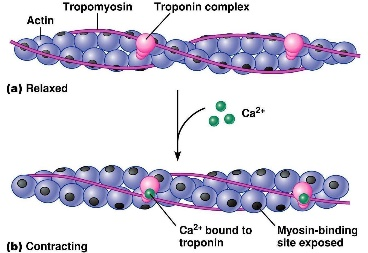 Tropomyosin
Troponin complex
Actin
(a) Relaxed
Ca2+
Ca2+ bound to
troponin
Myosin-binding
site exposed
(b) Contracting